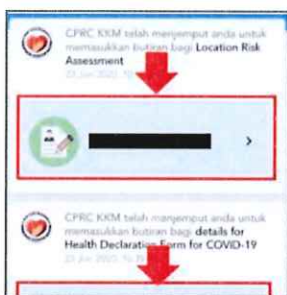 CPRC KKM telah menjemput anda untuk
memasukkan butiran bagi Location Risk
Assessment
CPRC KKM telah menjemput anda untuk
memasukkan butiran bagi details for
Health Declaration Form for COVID-19